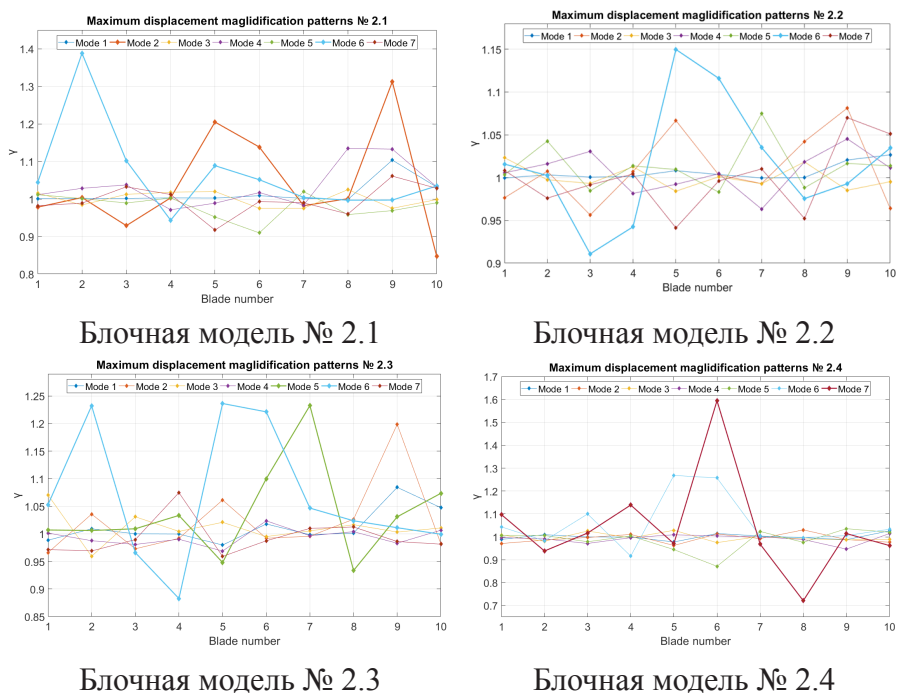 Maximum displacement maglidification patterns № 2.1
Mode 1 Mode 2 Mode 3 Mode 4 Mode 5 Mode 6 Mode 7
1.4
1.3
1.2
1.1
1
0.9
0.8
γ
1 2 3 4 5 6 7 8 9 10
Blade number
Блочная модель № 2.1
Maximum displacement maglidification patterns № 2.2
Mode 1 Mode 2 Mode 3 Mode 4 Mode 5 Mode 6 Mode 7
1.15
1.1
1.05
1
0.95
0.9
γ
1 2 3 4 5 6 7 8 9 10
Blade number
Блочная модель № 2.2
Maximum displacement maglidification patterns № 2.3
Mode 1 Mode 2 Mode 3 Mode 4 Mode 5 Mode 6 Mode 7
1.25
1.2
1.15
1.1
1.05
1
0.95
0.9
0.85
γ
1 2 3 4 5 6 7 8 9 10
Blade number
Блочная модель № 2.3
Maximum displacement maglidification patterns № 2.4
Mode 1 Mode 2 Mode 3 Mode 4 Mode 5 Mode 6 Mode 7
1.7
1.6
1.5
1.4
1.3
1.2
1.1
1
0.9
0.8
0.7
γ
1 2 3 4 5 6 7 8 9 10
Blade number
Блочная модель № 2.4